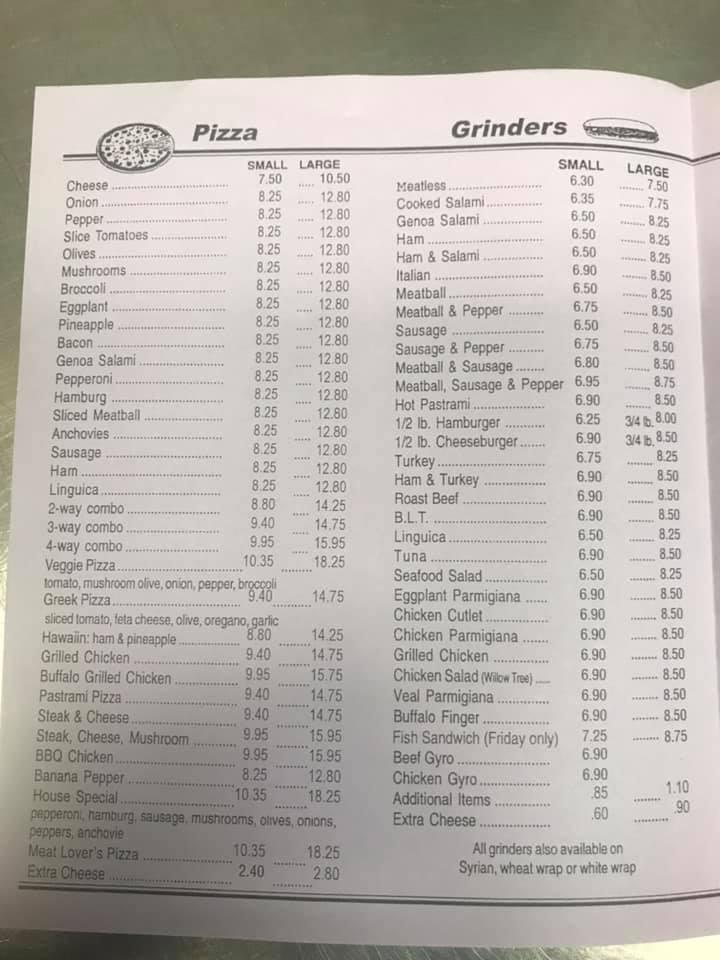 Pizza
SMALL LARGE
Cheese 7.50 10.50
Onion 8.25 12.80
Pepper 8.25 12.80
Slice Tomatoes 8.25 12.80
Olives 8.25 12.80
Mushrooms 8.25 12.80
Broccoli 8.25 12.80
Eggplant 8.25 12.80
Pineapple 8.25 12.80
Bacon 8.25 12.80
Genoa Salami 8.25 12.80
Pepperoni 8.25 12.80
Hamburg 8.25 12.80
Sliced Meatball 8.25 12.80
Anchovies 8.25 12.80
Sausage 8.25 12.80
Ham 8.25 12.80
Linguica 8.25 12.80
2-way combo 8.80 14.25
3-way combo 9.40 14.75
4-way combo 9.95 15.95
Veggie Pizza 10.35 18.25
tomato, mushroom olive, onion, pepper, broccoli
Greek Pizza 9.40 14.75
sliced tomato, feta cheese, olive, oregano, garlic
Hawaiin: ham & pineapple 8.80 14.25
Grilled Chicken 9.40 14.75
Buffalo Grilled Chicken 9.95 15.75
Pastrami Pizza 9.40 14.75
Steak & Cheese 9.40 14.75
Steak, Cheese, Mushroom 9.95 15.95
BBQ Chicken 9.95 15.95
Banana Pepper 8.25 12.80
House Special 10.35 18.25
pepperoni, hamburg, sausage, mushrooms, olives, onions,
peppers, anchovie
Meat Lover's Pizza 10.35 18.25
Extra Cheese 2.40 2.80
Grinders
SMALL LARGE
Meatless 6.30 7.50
Cooked Salami 6.35 7.75
Genoa Salami 6.50 8.25
Ham 6.50 8.25
Ham & Salami 6.50 8.25
Italian 6.90 8.50
Meatball 6.50 8.25
Meatball & Pepper 6.75 8.50
Sausage 6.50 8.25
Sausage & Pepper 6.75 8.50
Meatball & Sausage 6.80 8.50
Meatball, Sausage & Pepper 6.95 8.75
Hot Pastrami 6.90 8.50
1/2 lb. Hamburger 6.25 3/4 lb. 8.00
1/2 lb. Cheeseburger 6.90 3/4 lb. 8.50
Turkey 6.75 8.25
Ham & Turkey 6.90 8.50
Roast Beef 6.90 8.50
B.L.T. 6.90 8.50
Linguica 6.50 8.25
Tuna 6.90 8.50
Seafood Salad 6.50 8.25
Eggplant Parmigiana 6.90 8.50
Chicken Cutlet 6.90 8.50
Chicken Parmigiana 6.90 8.50
Grilled Chicken 6.90 8.50
Chicken Salad (Willow Tree) 6.90 8.50
Veal Parmigiana 6.90 8.50
Buffalo Finger 6.90 8.50
Fish Sandwich (Friday only) 7.25 8.75
Beef Gyro 6.90
Chicken Gyro 6.90
Additional Items .85 1.10
Extra Cheese .60 .90
All grinders also available on
Syrian, wheat wrap or white wrap